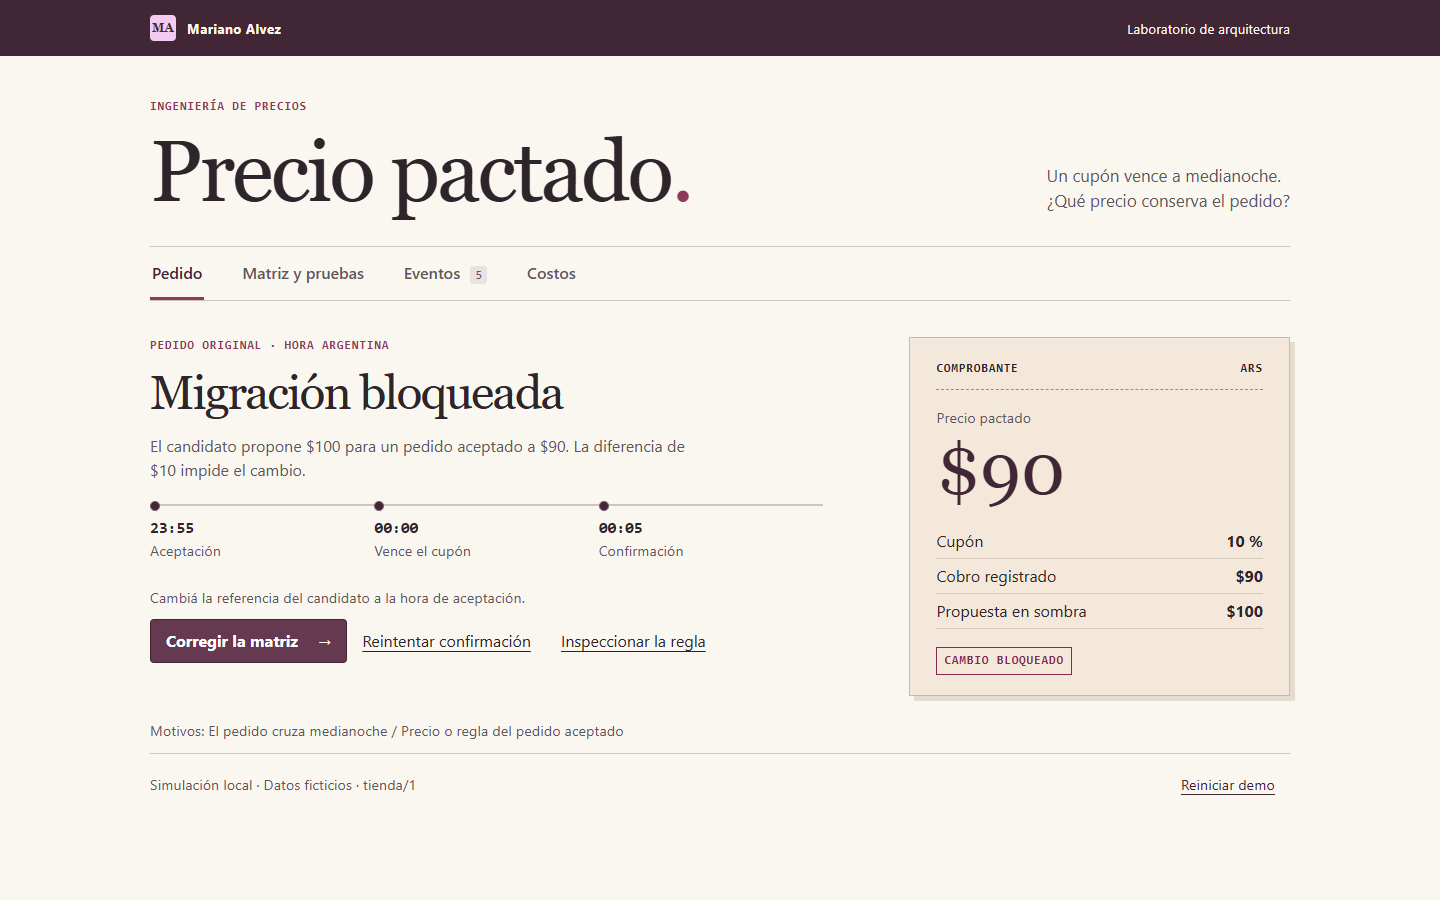 MA Mariano Alvez
Laboratorio de arquitectura
INGENIERÍA DE PRECIOS
Precio pactado.
Un cupón vence a medianoche.
¿Qué precio conserva el pedido?
Pedido
Matriz y pruebas
Eventos 5
Costos
PEDIDO ORIGINAL · HORA ARGENTINA
Migración bloqueada
El candidato propone $100 para un pedido aceptado a $90. La diferencia de
$10 impide el cambio.
23:55
Aceptación
00:00
Vence el cupón
00:05
Confirmación
Cambiá la referencia del candidato a la hora de aceptación.
Corregir la matriz →
Reintentar confirmación
Inspeccionar la regla
COMPROBANTE ARS
Precio pactado
$90
Cupón 10 %
Cobro registrado $90
Propuesta en sombra $100
CAMBIO BLOQUEADO
Motivos: El pedido cruza medianoche / Precio o regla del pedido aceptado
Simulación local · Datos ficticios · tienda/1
Reiniciar demo